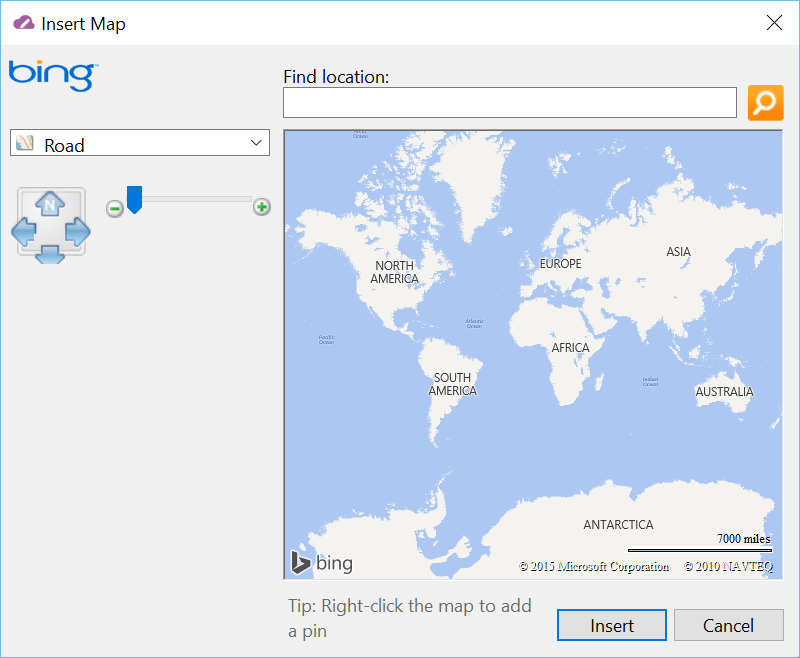 Insert Map
bing
Find location:
Road
N
Arctic
Ocean
NORTH
AMERICA
EUROPE
ASIA
Atlantic
Ocean
Pacific
Ocean
AFRICA
SOUTH
AMERICA
Indian
Ocean
AUSTRALIA
ANTARCTICA
7000 miles
bing
© 2015 Microsoft Corporation © 2010 NAVTEQ
Tip: Right-click the map to add
a pin
Insert
Cancel